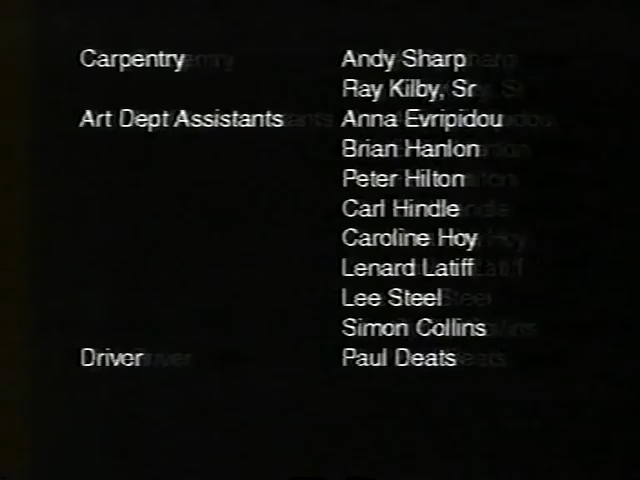 Carpentry Andy Sharp
Ray Kilby, Sr
Art Dept Assistants Anna Evripidou
Brian Hanlon
Peter Hilton
Carl Hindle
Caroline Hoy
Lenard Latiff
Lee Steel
Simon Collins
Driver Paul Deats